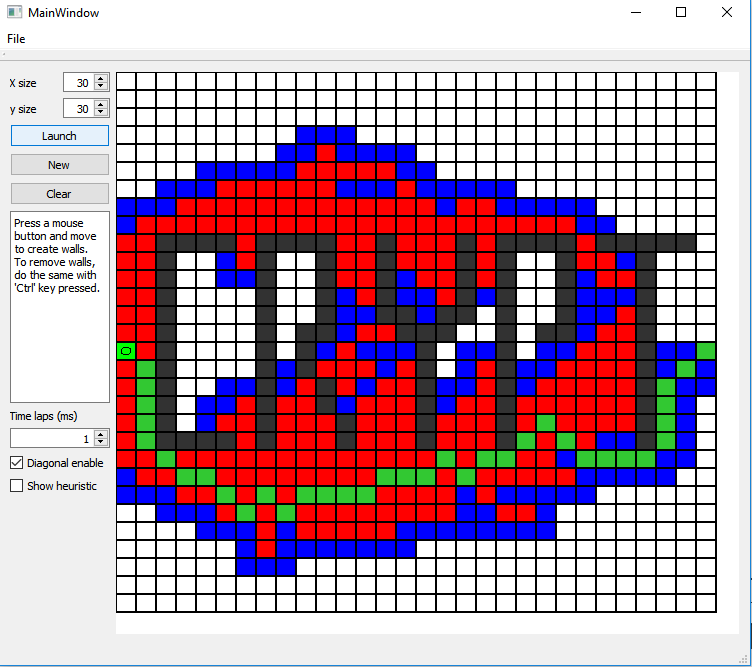 MainWindow
File
X size 30
y size 30
Launch
New
Clear
Press a mouse
button and move
to create walls.
To remove walls,
do the same with
'Ctrl' key pressed.
Time laps (ms)
1
Diagonal enable
Show heuristic